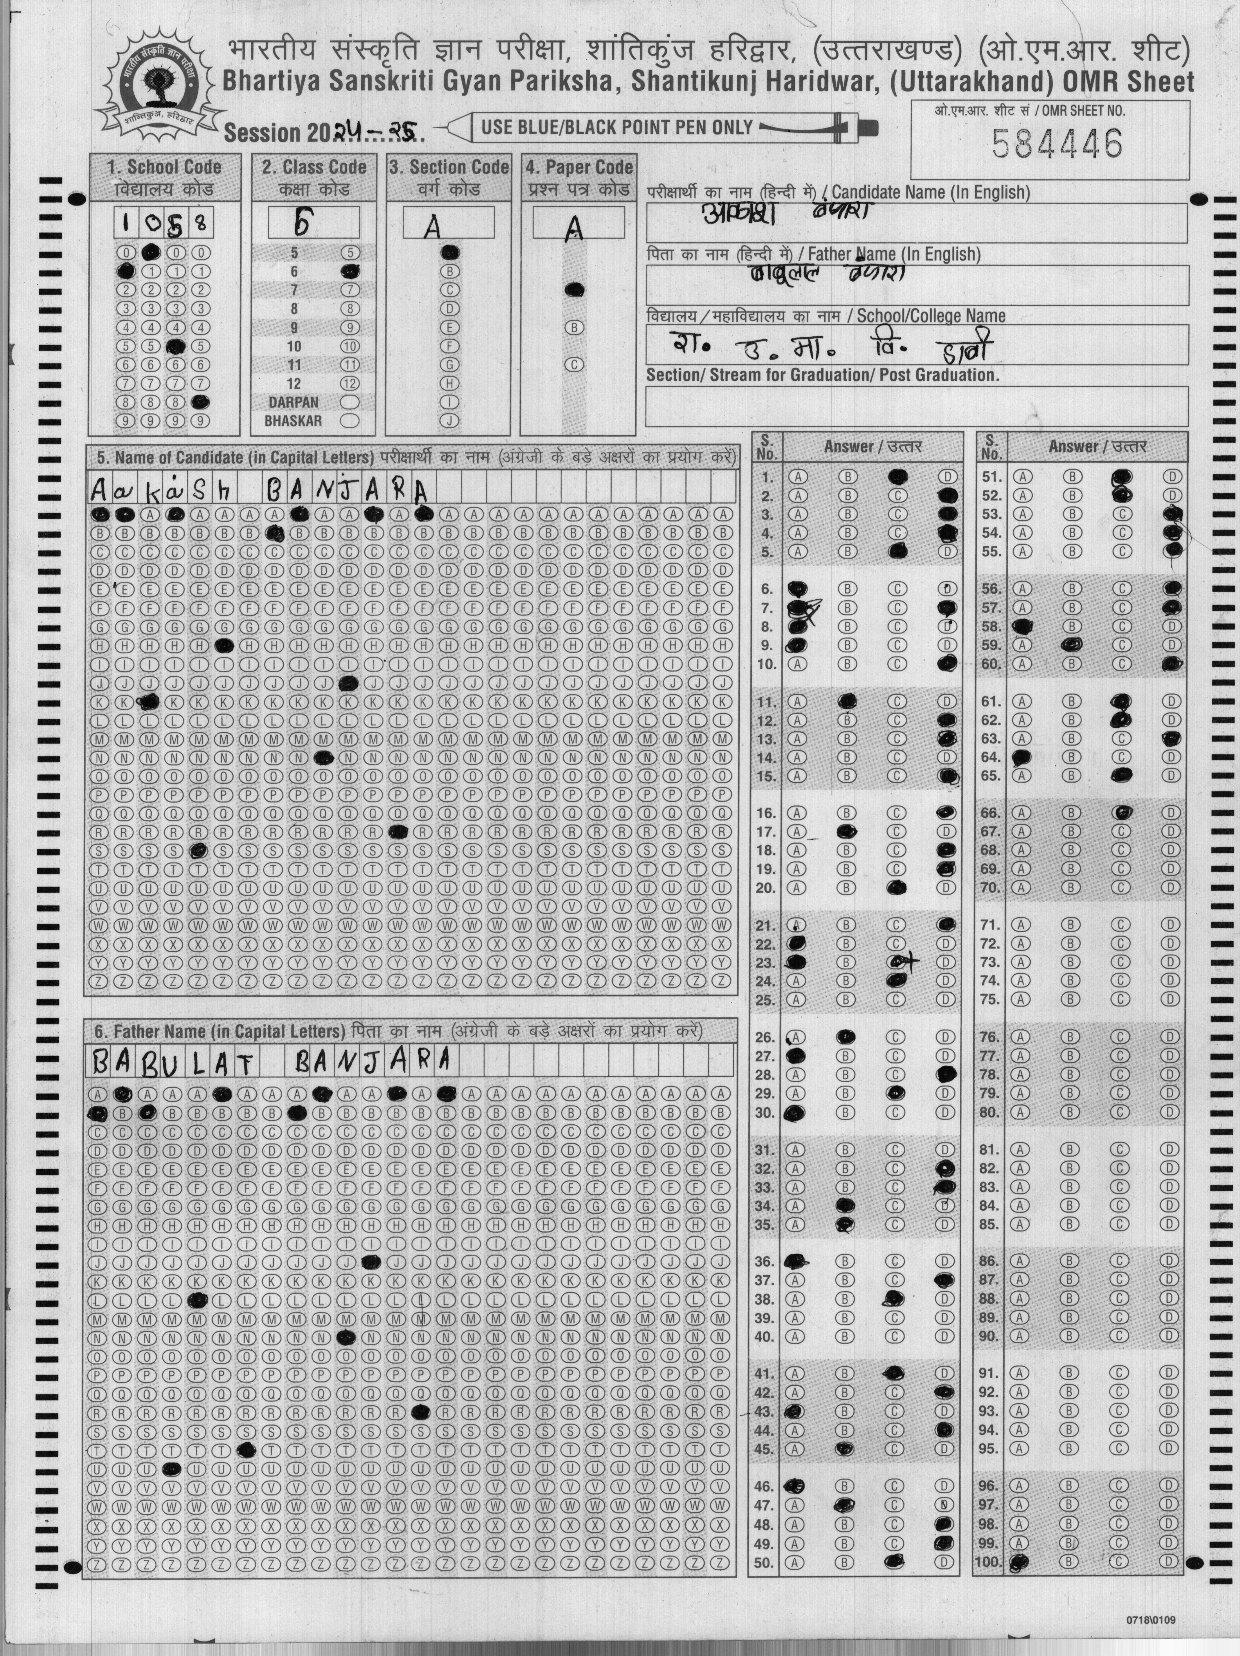 भारतीय संस्कृति ज्ञान परीक्षा, शांतिकुंज हरिद्वार, (उत्तराखण्ड) (ओ.एम.आर. शीट)
Bhartiya Sanskriti Gyan Pariksha, Shantikunj Haridwar, (Uttarakhand) OMR Sheet
Session 2024-25
USE BLUE/BLACK POINT PEN ONLY
ओ.एम.आर. शीट सं / OMR SHEET NO.
584446
1. School Code
विद्यालय कोड
1058
2. Class Code
कक्षा कोड
6
5
6
7
8
9
10
11
12
DARPAN
BHASKAR
3. Section Code
वर्ग कोड
A
4. Paper Code
प्रश्न पत्र कोड
A
परीक्षार्थी का नाम (हिन्दी में) / Candidate Name (In English)
आकाश बंजारा
पिता का नाम (हिन्दी में) / Father Name (In English)
बाबूलाल बंजारा
विद्यालय / महाविद्यालय का नाम / School/College Name
रा. उ. मा. वि. डाबी
Section/ Stream for Graduation/ Post Graduation.
5. Name of Candidate (in Capital Letters) परीक्षार्थी का नाम (अंग्रेजी के बड़े अक्षरों का प्रयोग करें)
AakaSh BANJARA
6. Father Name (in Capital Letters) पिता का नाम (अंग्रेजी के बड़े अक्षरों का प्रयोग करें)
BABULAT BANJARA
S. No. Answer / उत्तर
S. No. Answer / उत्तर
0718\0109